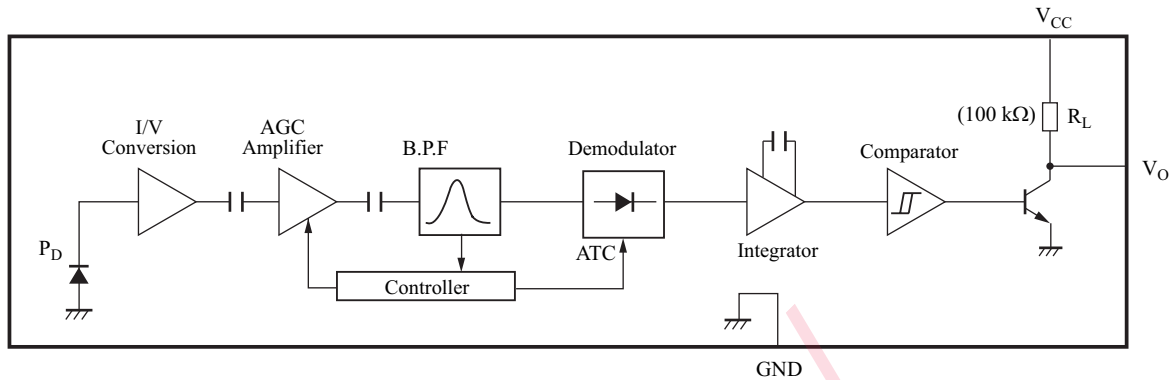 V_CC
(100 kΩ) R_L
V_O
I/V
Conversion
AGC
Amplifier
B.P.F
Demodulator
ATC
Integrator
Comparator
P_D
Controller
GND